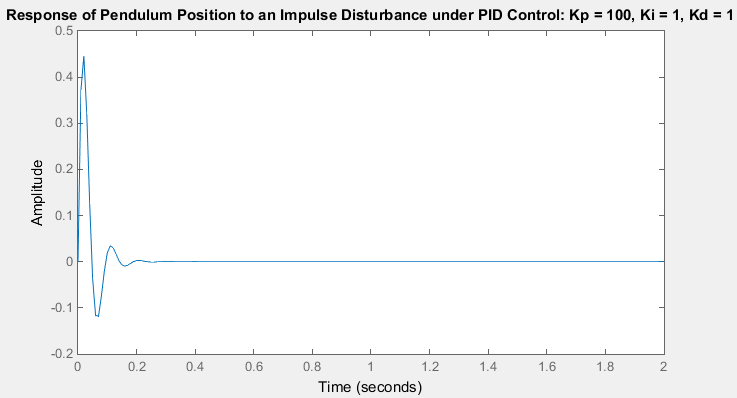 Response of Pendulum Position to an Impulse Disturbance under PID Control: Kp = 100, Ki = 1, Kd = 1
0.5
0.4
0.3
0.2
0.1
0
-0.1
-0.2
Amplitude
0 0.2 0.4 0.6 0.8 1 1.2 1.4 1.6 1.8 2
Time (seconds)